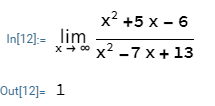 In[12]:= lim x → ∞ (x² +5 x − 6)/(x² −7 x + 13)
Out[12]= 1